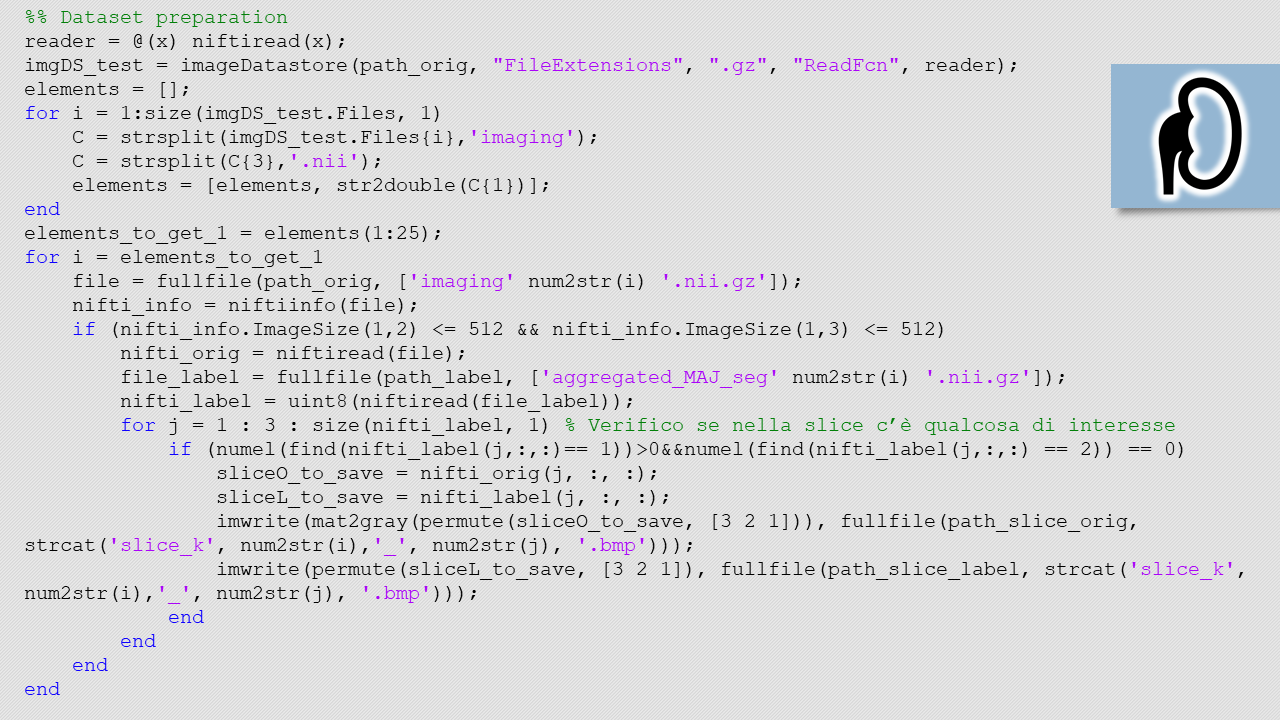 %% Dataset preparation
reader = @(x) niftiread(x);
imgDS_test = imageDatastore(path_orig, "FileExtensions", ".gz", "ReadFcn", reader);
elements = [];
for i = 1:size(imgDS_test.Files, 1)
    C = strsplit(imgDS_test.Files{i},'imaging');
    C = strsplit(C{3},'.nii');
    elements = [elements, str2double(C{1})];
end
elements_to_get_1 = elements(1:25);
for i = elements_to_get_1
    file = fullfile(path_orig, ['imaging' num2str(i) '.nii.gz']);
    nifti_info = niftiinfo(file);
    if (nifti_info.ImageSize(1,2) <= 512 && nifti_info.ImageSize(1,3) <= 512)
        nifti_orig = niftiread(file);
        file_label = fullfile(path_label, ['aggregated_MAJ_seg' num2str(i) '.nii.gz']);
        nifti_label = uint8(niftiread(file_label));
        for j = 1 : 3 : size(nifti_label, 1) % Verifico se nella slice c’è qualcosa di interesse
            if (numel(find(nifti_label(j,:,:)== 1))>0&&numel(find(nifti_label(j,:,:) == 2)) == 0)
                sliceO_to_save = nifti_orig(j, :, :);
                sliceL_to_save = nifti_label(j, :, :);
                imwrite(mat2gray(permute(sliceO_to_save, [3 2 1])), fullfile(path_slice_orig,
strcat('slice_k', num2str(i),'_', num2str(j), '.bmp')));
                imwrite(permute(sliceL_to_save, [3 2 1]), fullfile(path_slice_label, strcat('slice_k',
num2str(i),'_', num2str(j), '.bmp')));
            end
        end
    end
end